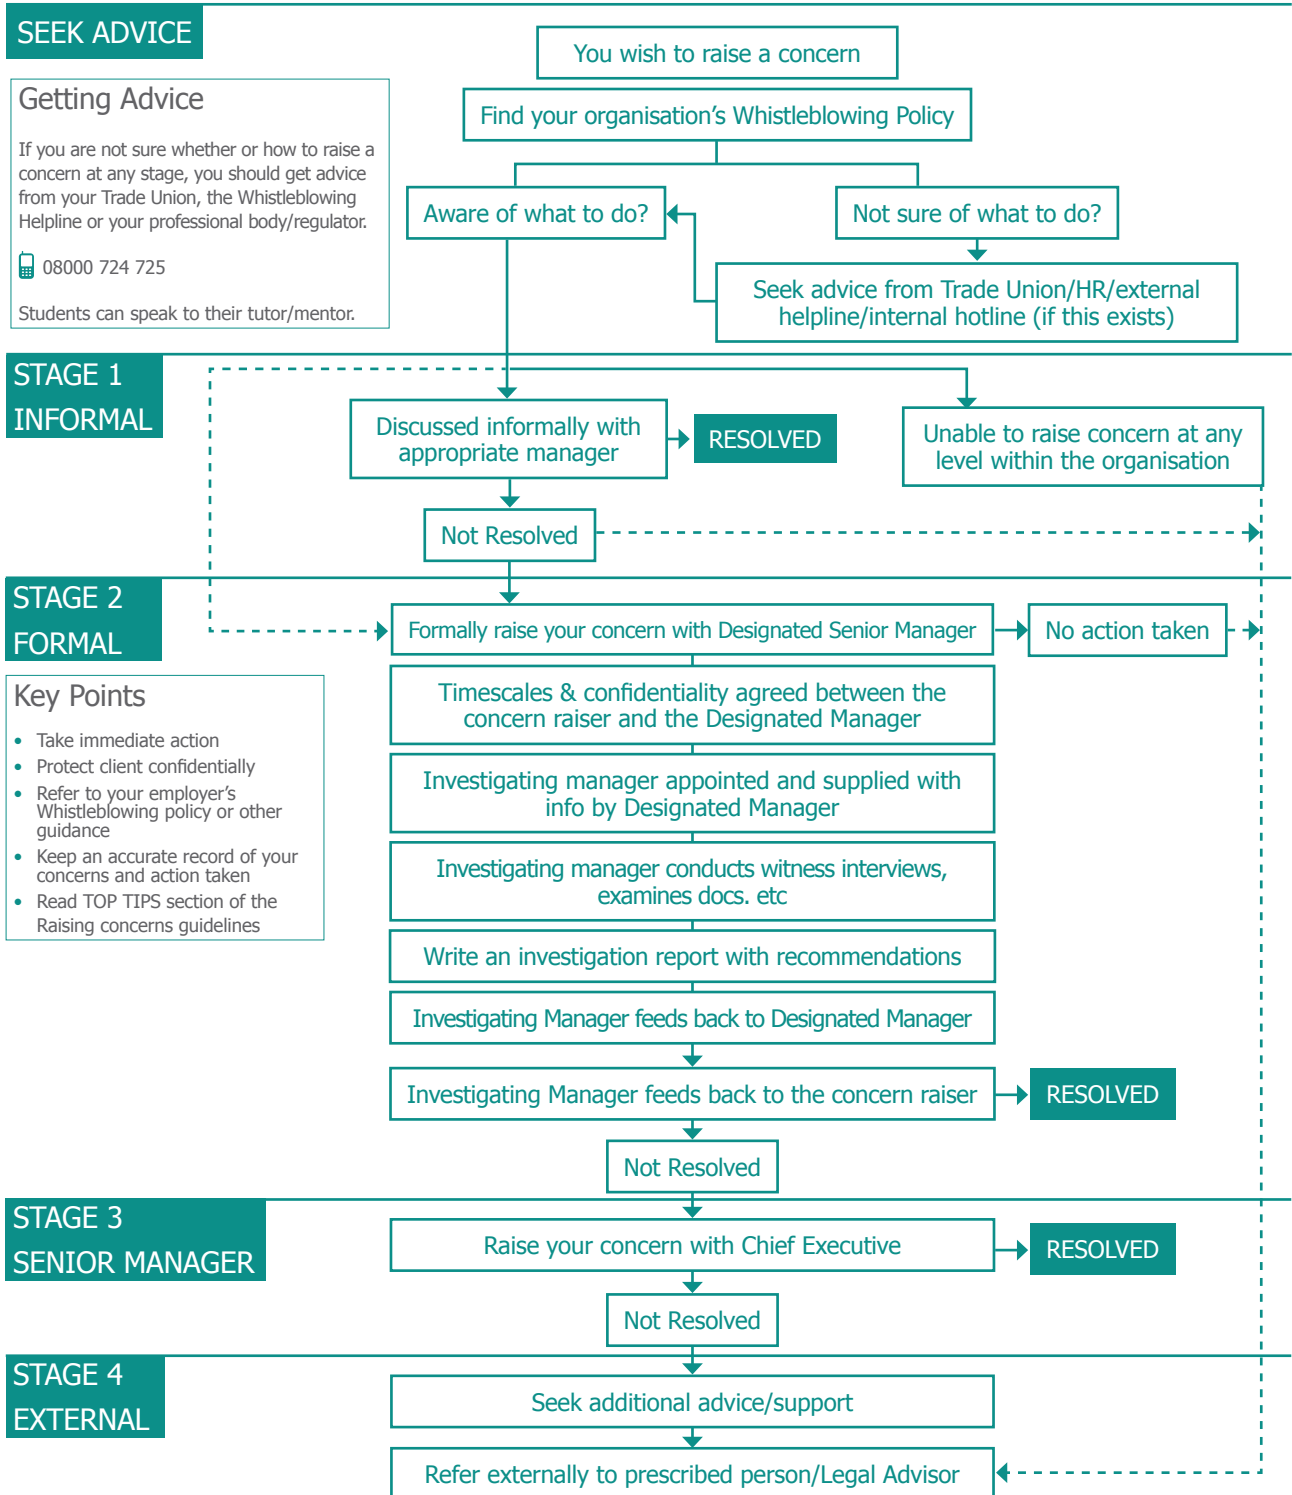 SEEK ADVICE
You wish to raise a concern
Getting Advice
If you are not sure whether or how to raise a
concern at any stage, you should get advice
from your Trade Union, the Whistleblowing
Helpline or your professional body/regulator.
08000 724 725
Students can speak to their tutor/mentor.
Find your organisation's Whistleblowing Policy
Aware of what to do?
Not sure of what to do?
Seek advice from Trade Union/HR/external
helpline/internal hotline (if this exists)
STAGE 1
INFORMAL
Discussed informally with
appropriate manager
RESOLVED
Unable to raise concern at any
level within the organisation
Not Resolved
STAGE 2
FORMAL
Formally raise your concern with Designated Senior Manager
No action taken
Key Points
• Take immediate action
• Protect client confidentially
• Refer to your employer's
Whistleblowing policy or other
guidance
• Keep an accurate record of your
concerns and action taken
• Read TOP TIPS section of the
Raising concerns guidelines
Timescales & confidentiality agreed between the
concern raiser and the Designated Manager
Investigating manager appointed and supplied with
info by Designated Manager
Investigating manager conducts witness interviews,
examines docs. etc
Write an investigation report with recommendations
Investigating Manager feeds back to Designated Manager
Investigating Manager feeds back to the concern raiser
RESOLVED
Not Resolved
STAGE 3
SENIOR MANAGER
Raise your concern with Chief Executive
RESOLVED
Not Resolved
STAGE 4
EXTERNAL
Seek additional advice/support
Refer externally to prescribed person/Legal Advisor